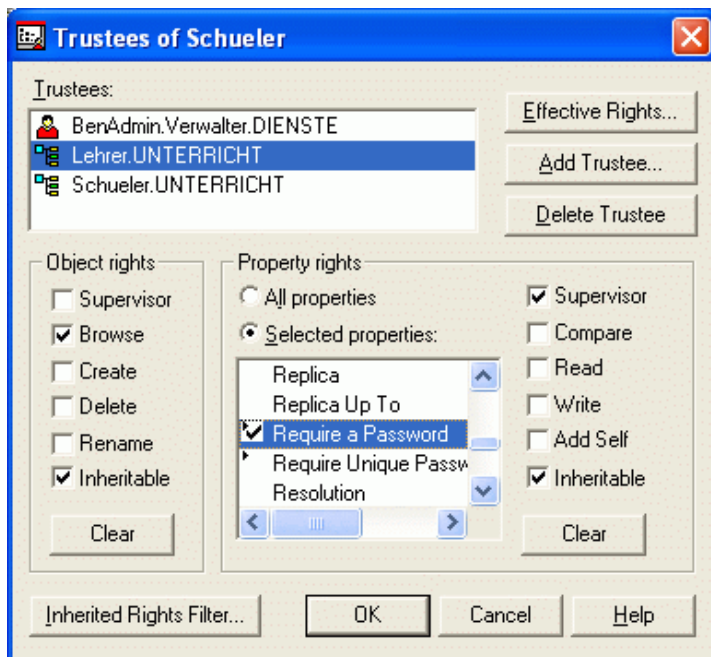 Trustees of Schueler
Trustees:
BenAdmin.Verwalter.DIENSTE
Lehrer.UNTERRICHT
Schueler.UNTERRICHT
Effective Rights...
Add Trustee...
Delete Trustee
Object rights
Supervisor
Browse
Create
Delete
Rename
Inheritable
Clear
Property rights
All properties
Selected properties:
Replica
Replica Up To
Require a Password
Require Unique Passw
Resolution
Supervisor
Compare
Read
Write
Add Self
Inheritable
Clear
Inherited Rights Filter...
OK
Cancel
Help